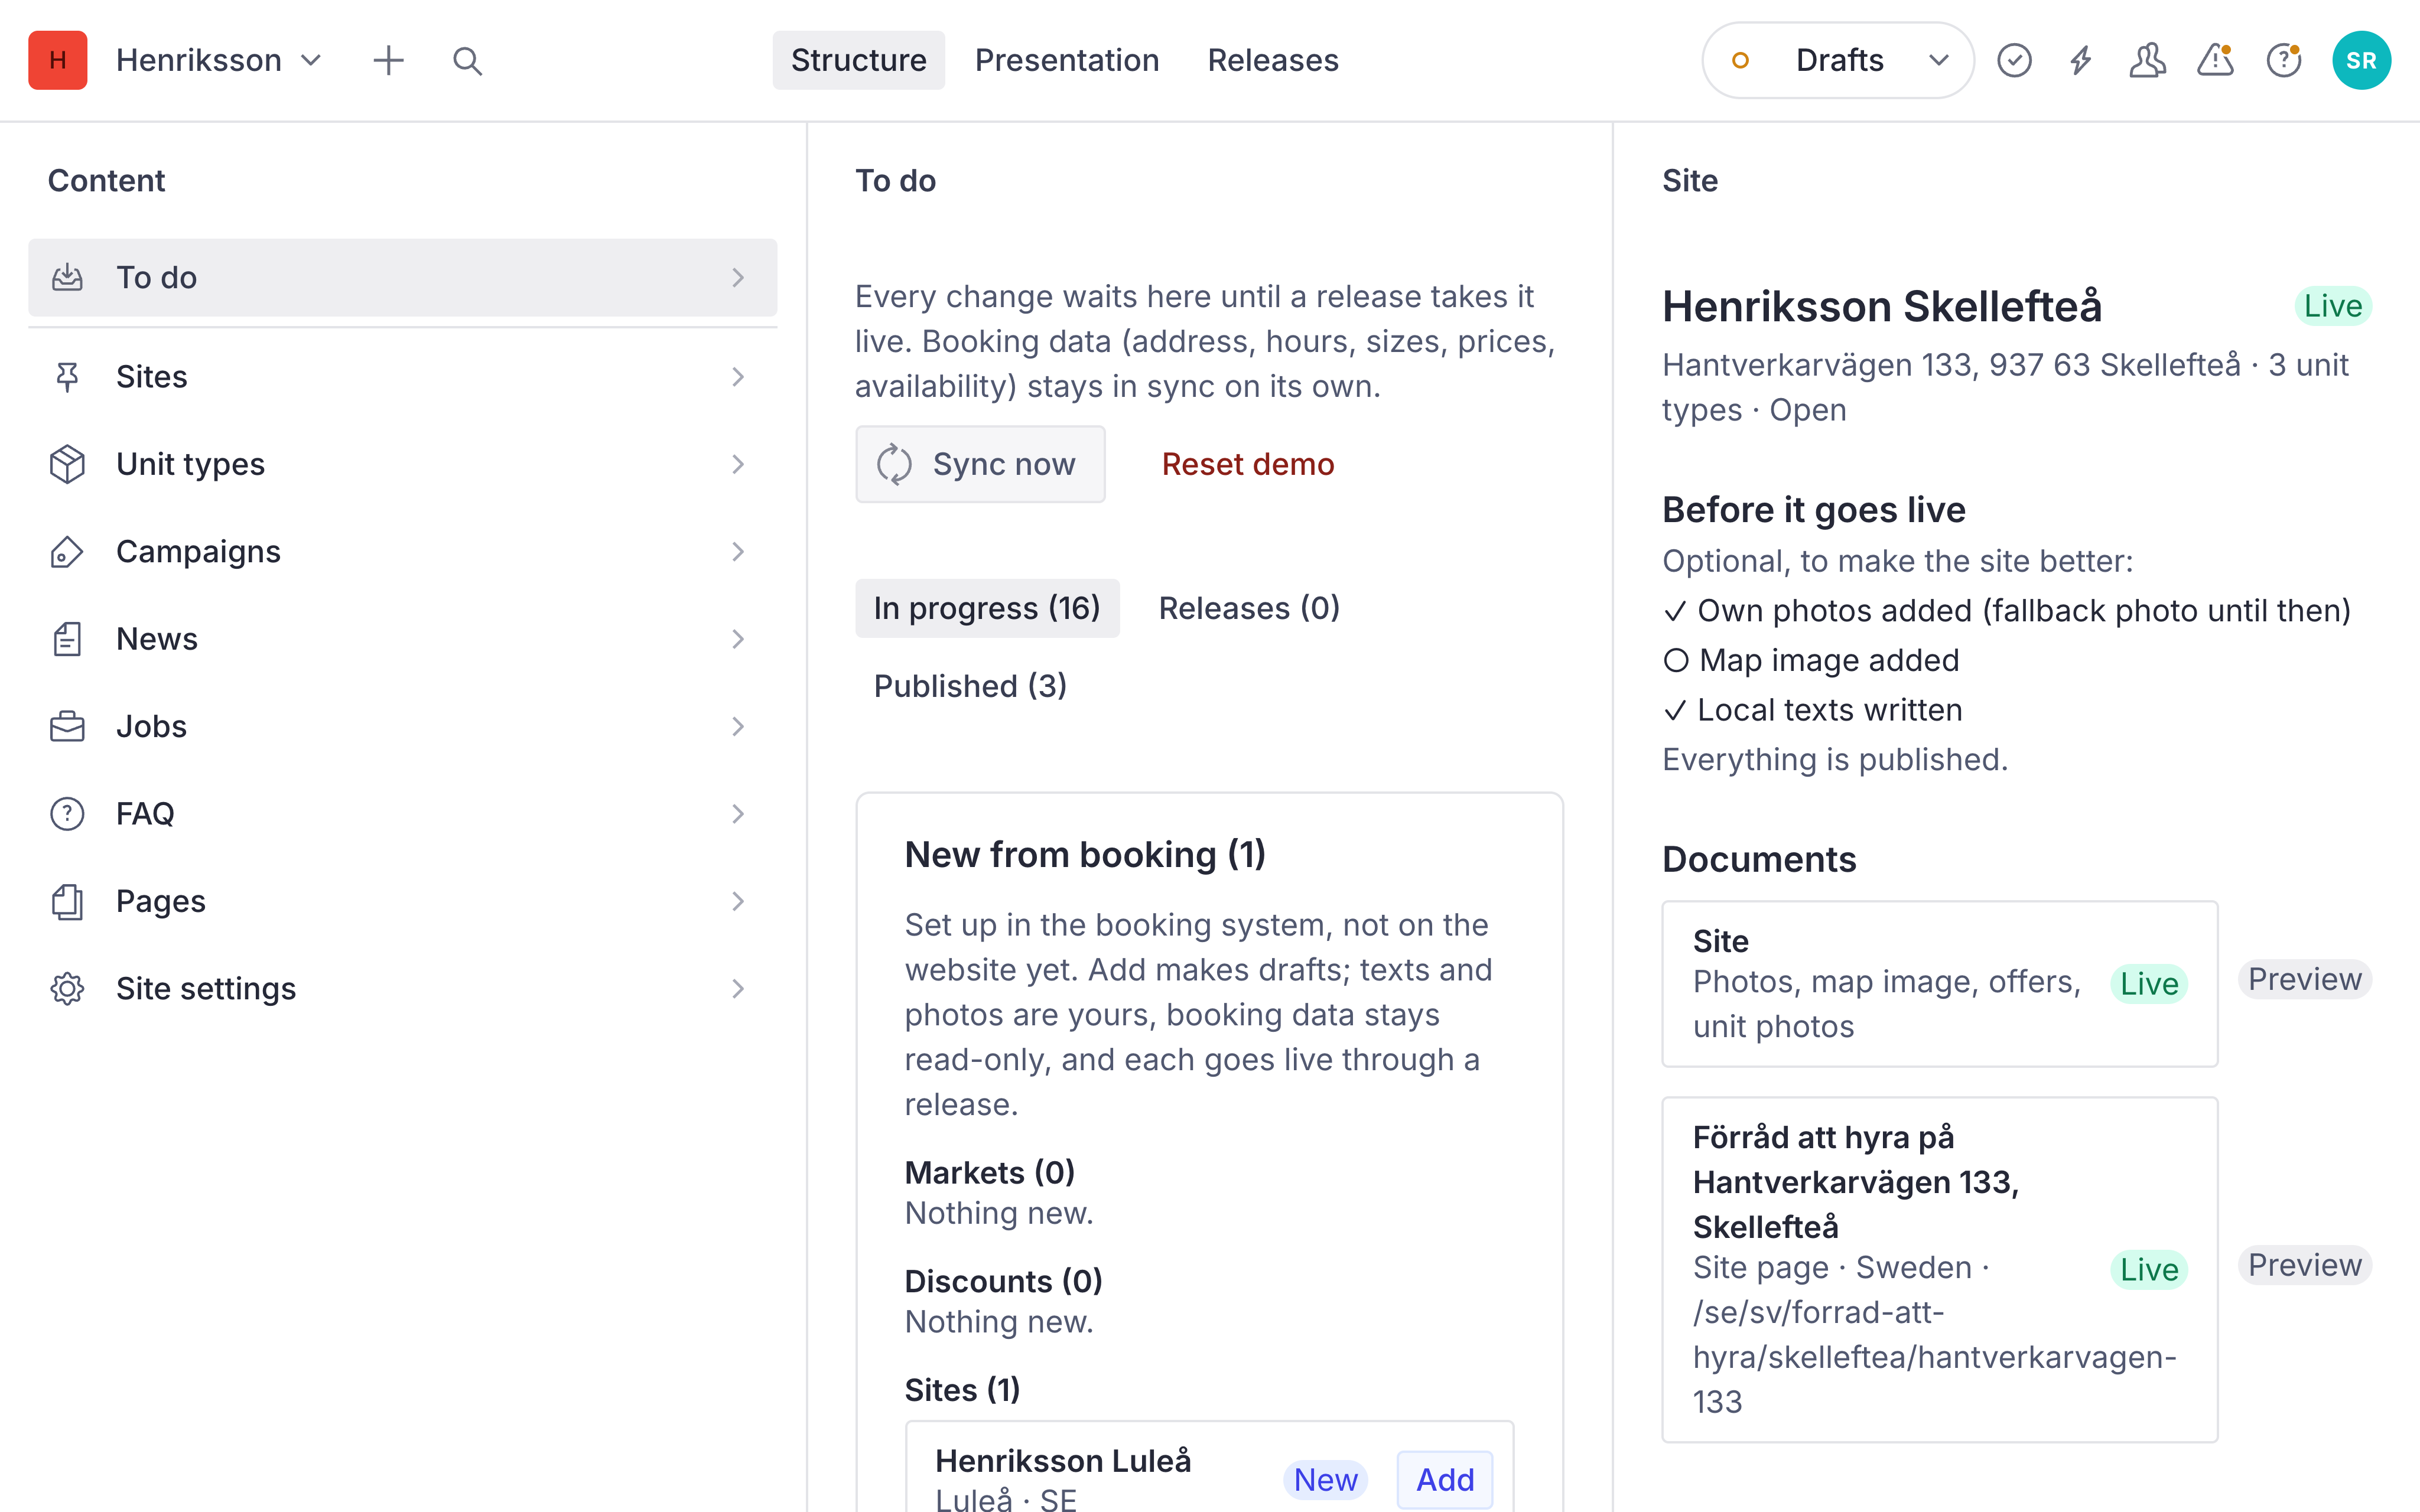 H Henriksson
Structure Presentation Releases
Drafts
SR
Content
To do
Sites
Unit types
Campaigns
News
Jobs
FAQ
Pages
Site settings
To do
Every change waits here until a release takes it
live. Booking data (address, hours, sizes, prices,
availability) stays in sync on its own.
Sync now Reset demo
In progress (16) Releases (0)
Published (3)
New from booking (1)
Set up in the booking system, not on the
website yet. Add makes drafts; texts and
photos are yours, booking data stays
read-only, and each goes live through a
release.
Markets (0)
Nothing new.
Discounts (0)
Nothing new.
Sites (1)
Henriksson Luleå
Luleå · SE
New Add
Site
Henriksson Skellefteå Live
Hantverkarvägen 133, 937 63 Skellefteå · 3 unit
types · Open
Before it goes live
Optional, to make the site better:
✓ Own photos added (fallback photo until then)
○ Map image added
✓ Local texts written
Everything is published.
Documents
Site
Photos, map image, offers,
unit photos
Live Preview
Förråd att hyra på
Hantverkarvägen 133,
Skellefteå
Site page · Sweden ·
/se/sv/forrad-att-
hyra/skelleftea/hantverkarvagen-
133
Live Preview